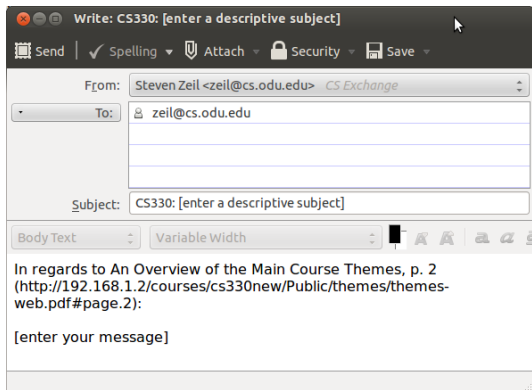 Write: CS330: [enter a descriptive subject]
Send Spelling Attach Security Save
From: Steven Zeil <zeil@cs.odu.edu> CS Exchange
To: zeil@cs.odu.edu
Subject: CS330: [enter a descriptive subject]
Body Text Variable Width A A a a a
In regards to An Overview of the Main Course Themes, p. 2
(http://192.168.1.2/courses/cs330new/Public/themes/themes-
web.pdf#page.2):
[enter your message]